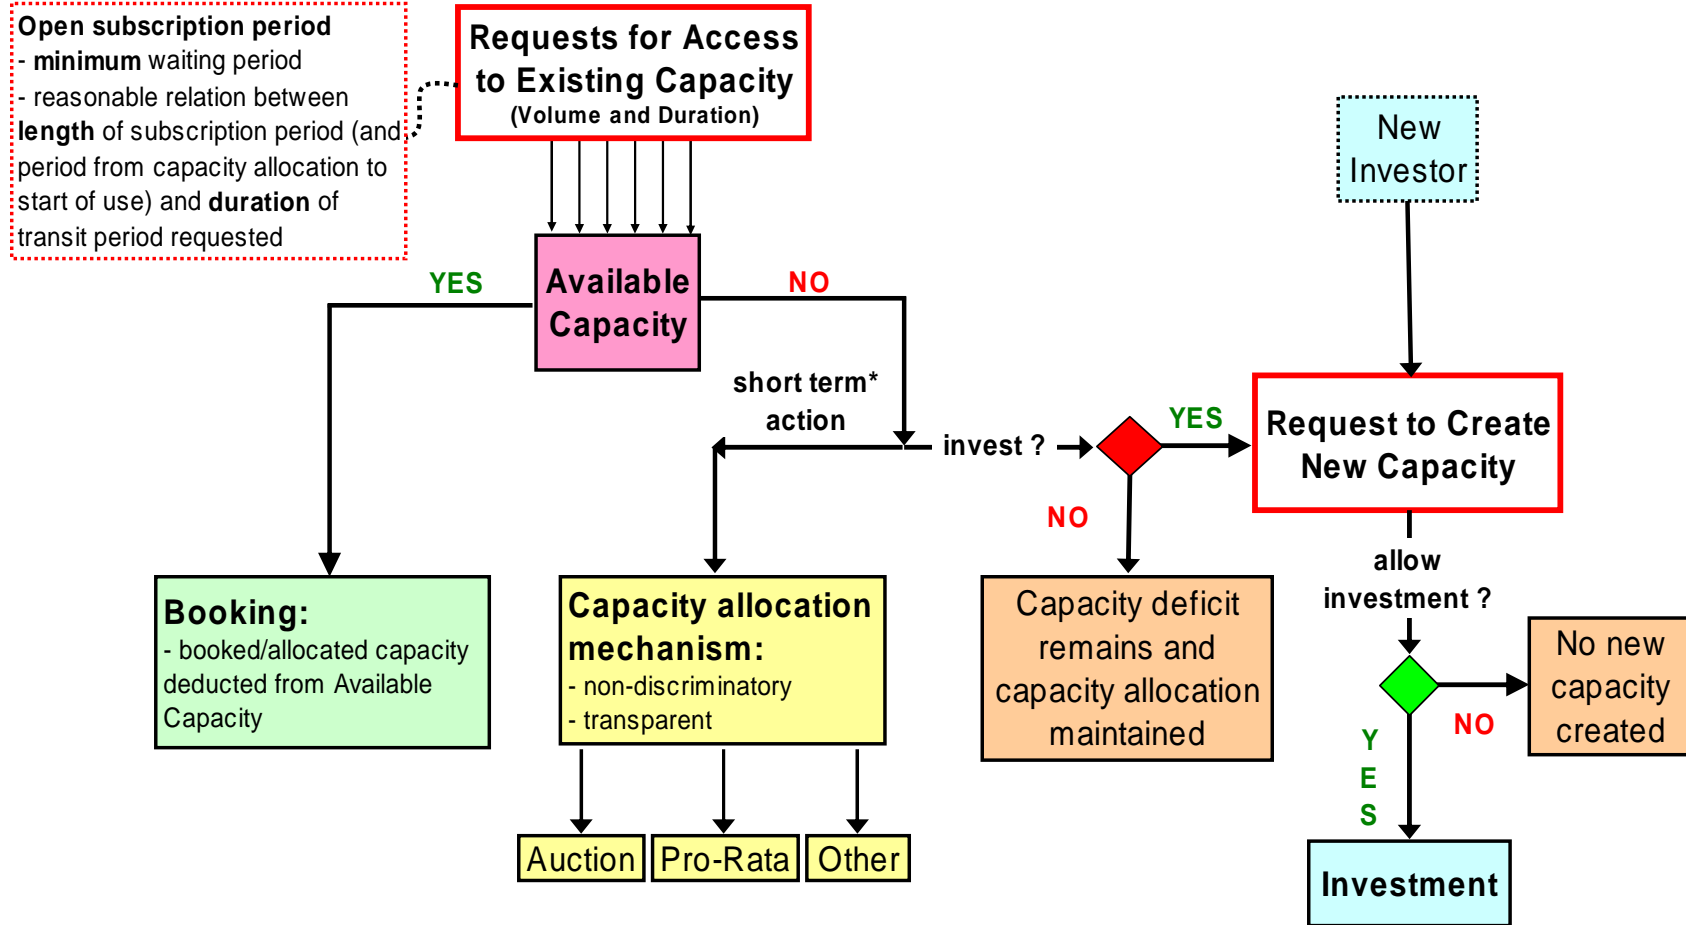 Open subscription period
- minimum waiting period
- reasonable relation between
length of subscription period (and
period from capacity allocation to
start of use) and duration of
transit period requested
Requests for Access
to Existing Capacity
(Volume and Duration)
New
Investor
YES
Available
Capacity
NO
short term*
action
invest ?
YES
Request to Create
New Capacity
NO
allow
investment ?
Booking:
- booked/allocated capacity
deducted from Available
Capacity
Capacity allocation
mechanism:
- non-discriminatory
- transparent
Capacity deficit
remains and
capacity allocation
maintained
No new
capacity
created
NO
Y
E
S
Auction
Pro-Rata
Other
Investment